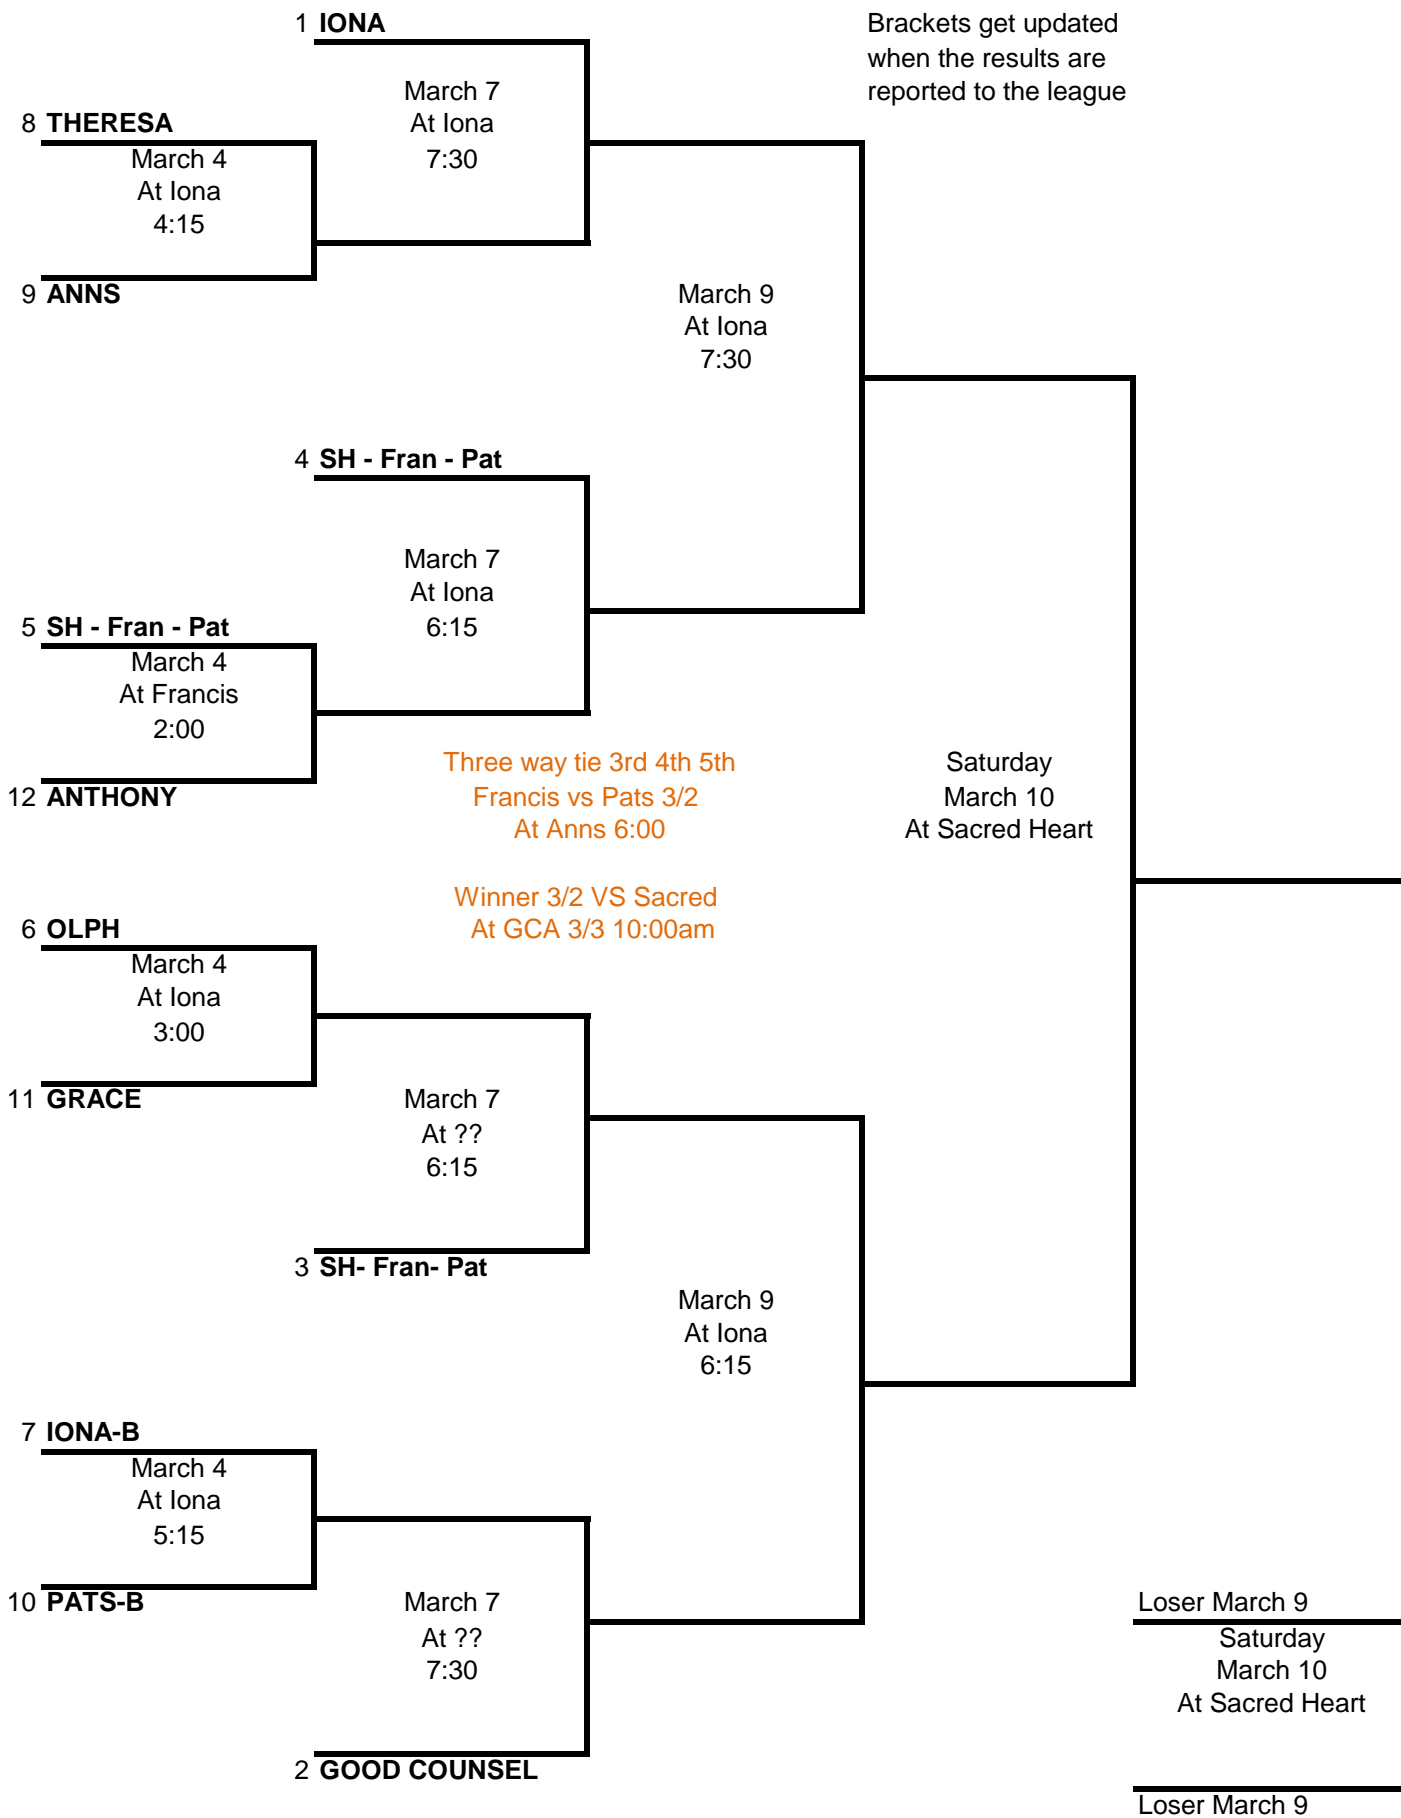 1 IONA
Brackets get updated
when the results are
reported to the league
March 7
At Iona
7:30
8 THERESA
March 4
At Iona
4:15
9 ANNS
March 9
At Iona
7:30
4 SH - Fran - Pat
March 7
At Iona
6:15
5 SH - Fran - Pat
March 4
At Francis
2:00
12 ANTHONY
Three way tie 3rd 4th 5th
Francis vs Pats 3/2
At Anns 6:00
Saturday
March 10
At Sacred Heart
Winner 3/2 VS Sacred
At GCA 3/3 10:00am
6 OLPH
March 4
At Iona
3:00
11 GRACE
March 7
At ??
6:15
3 SH- Fran- Pat
March 9
At Iona
6:15
7 IONA-B
March 4
At Iona
5:15
10 PATS-B
March 7
At ??
7:30
2 GOOD COUNSEL
Loser March 9
Saturday
March 10
At Sacred Heart
Loser March 9